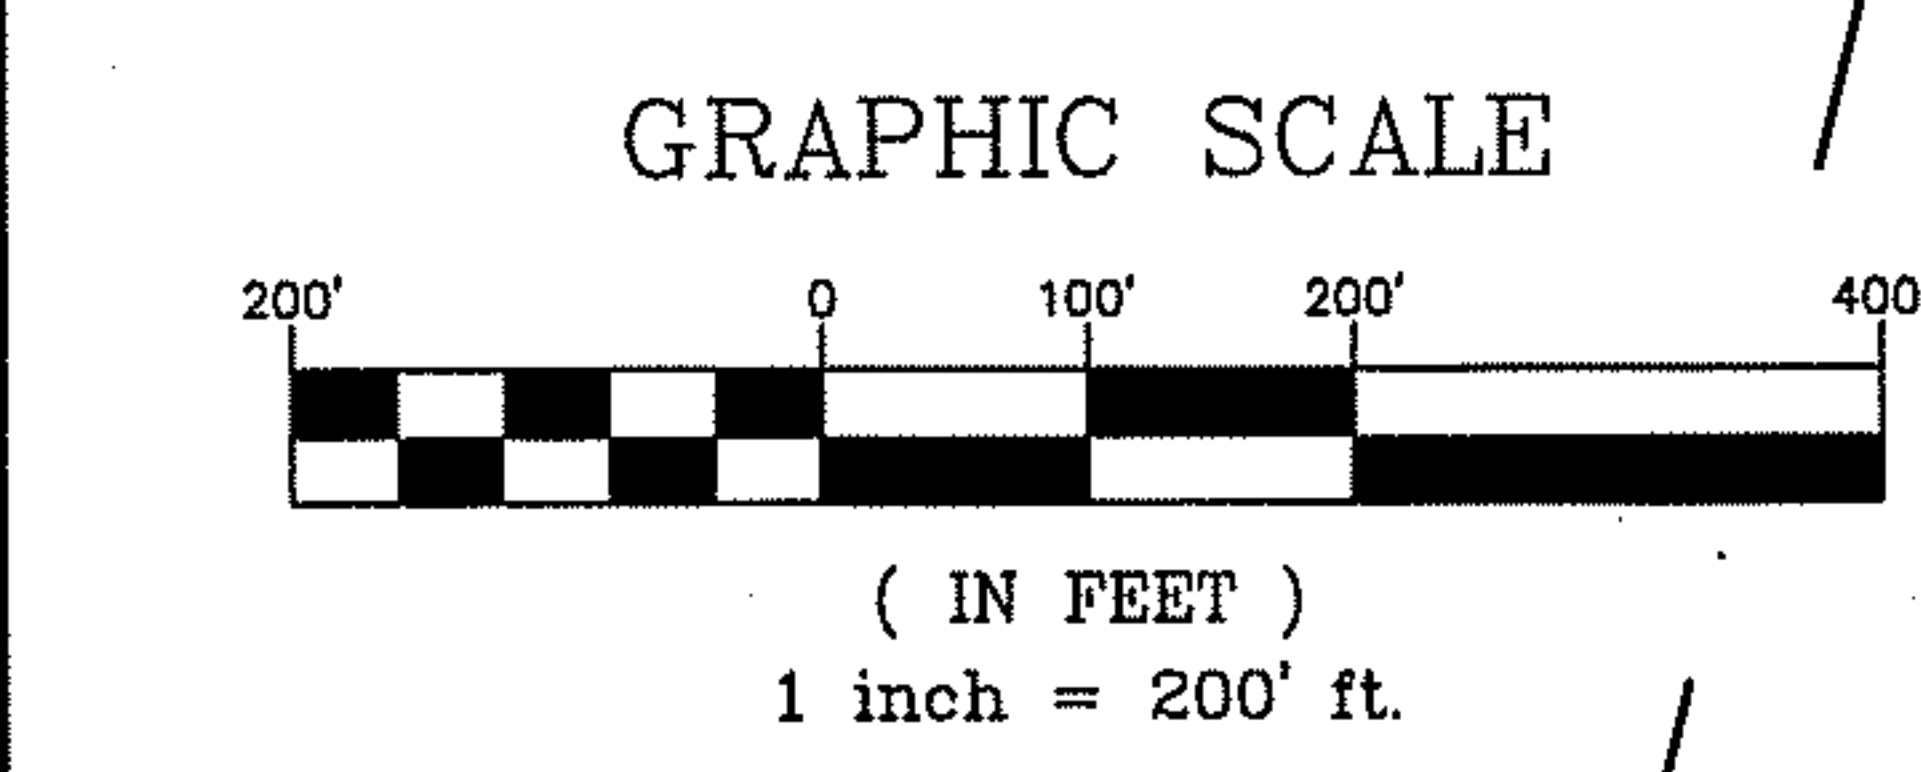 GRAPHIC SCALE
200' 0 100' 200' 400
( IN FEET )
1 inch = 200' ft.